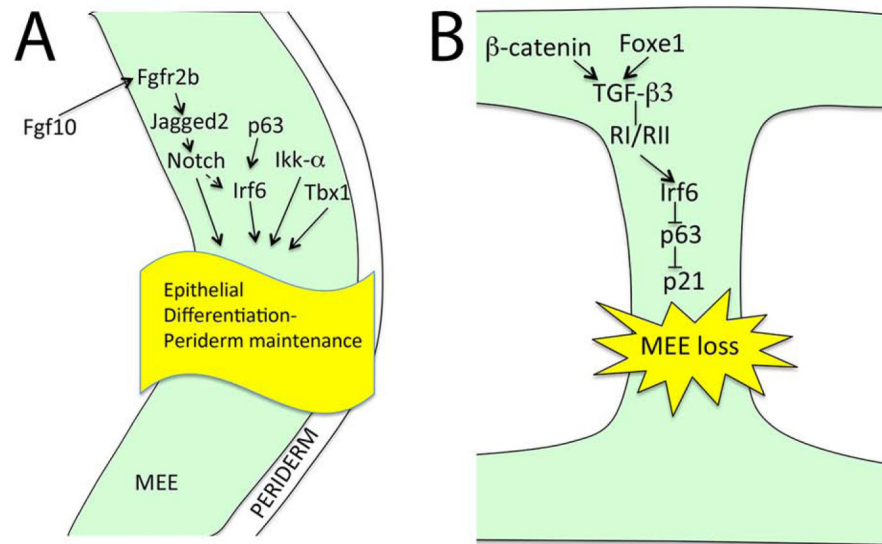 A
Fgf10
Fgfr2b
Jagged2
Notch
p63
Irf6
Ikk-α
Tbx1
Epithelial
Differentiation-
Periderm maintenance
MEE
PERIDERM
B
β-catenin
Foxe1
TGF-β3
RI/RII
Irf6
p63
p21
MEE loss